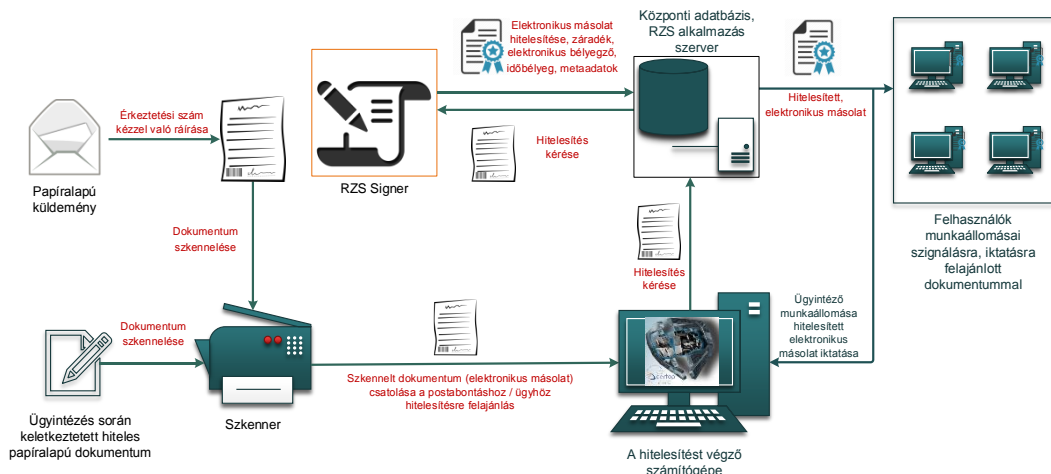 Elektronikus másolat
hitelesítése, záradék,
elektronikus bélyegző,
időbélyeg, metaadatok
Központi adatbázis,
RZS alkalmazás
szerver
Érkeztetési szám
kézzel való ráírása
Hitelesítés
kérése
Hitelesített,
elektronikus másolat
Papíralapú
küldemény
RZS Signer
Felhasználók
munkaállomásai
szignálásra, iktatásra
felajánlott
dokumentummal
Dokumentum
szkennelése
Hitelesítés
kérése
Ügyintéző
munkaállomása
hitelesített
elektronikus
másolat iktatása
Dokumentum
szkennelése
Szkennelt dokumentum (elektronikus másolat)
csatolása a postabontáshoz / ügyhöz
hitelesítésre felajánlás
Ügyintézés során
keletkeztetett hiteles
papíralapú dokumentum
Szkenner
A hitelesítést végző
számítógépe